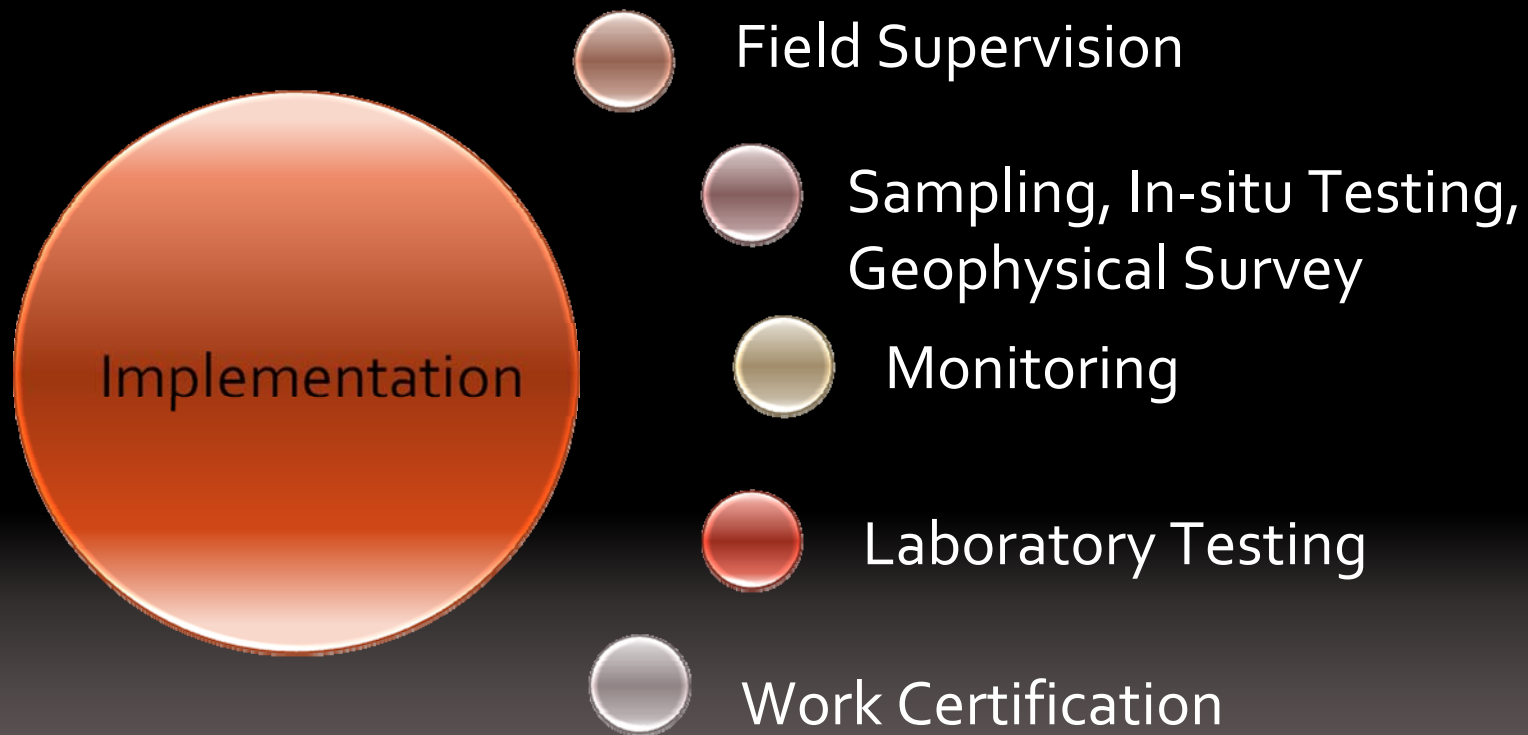 Implementation
Field Supervision
Sampling, In-situ Testing,
Geophysical Survey
Monitoring
Laboratory Testing
Work Certification